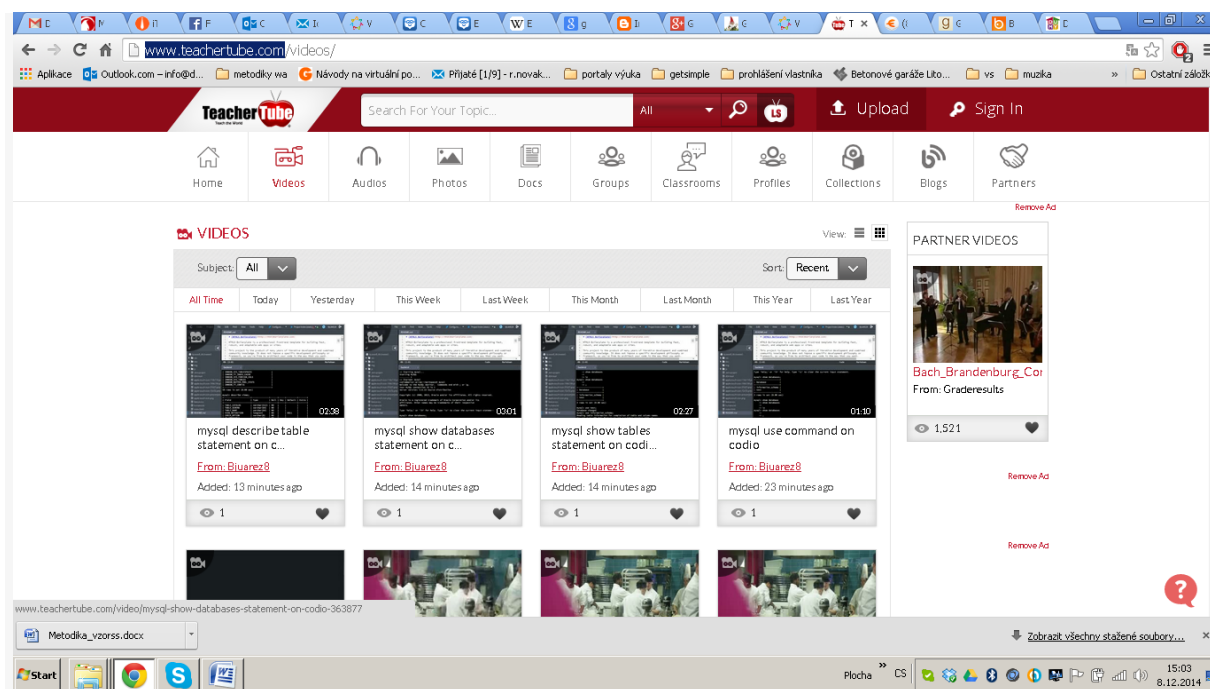 www.teachertube.com/videos/
Aplikace Outlook.com – info@d... metodiky wa Návody na virtuální po... Přijaté [1/9] - r.novak... portaly výuka getsimple prohlášení vlastníka Betonové garáže Lito... vs muzika » Ostatní zálož
TeacherTube Search For Your Topic... All LS Upload Sign In
Teach the World
Home Videos Audios Photos Docs Groups Classrooms Profiles Collections Blogs Partners
Remove Ad
VIDEOS View:
PARTNER VIDEOS
Subject: All Sort: Recent
All Time Today Yesterday This Week Last Week This Month Last Month This Year Last Year
02:38 03:01 02:27 01:10
Bach_Brandenburg_Cor
From: Graderesults
1,521
mysql describe table
statement on c...
From: Bjuarez8
Added: 13 minutes ago
1
mysql show databases
statement on c...
From: Bjuarez8
Added: 14 minutes ago
1
mysql show tables
statement on codi...
From: Bjuarez8
Added: 14 minutes ago
1
mysql use command on
codio
From: Bjuarez8
Added: 23 minutes ago
1
Remove Ad
Remove Ad
?
www.teachertube.com/video/mysql-show-databases-statement-on-codio-363877
Metodika_vzorss.docx Zobrazit všechny stažené soubory... ×
Start Plocha » CS 15:03
8.12.2014